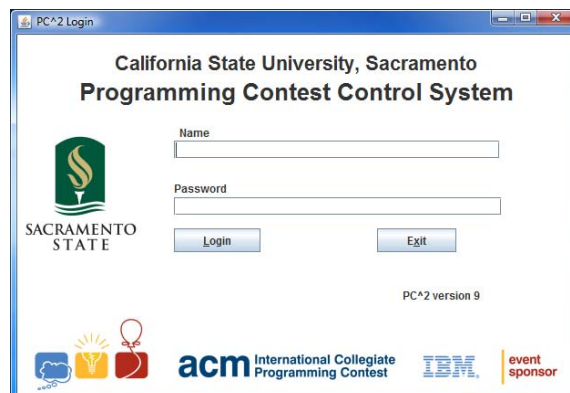 PC^2 Login
California State University, Sacramento
Programming Contest Control System
Name
SACRAMENTO
STATE
Password
Login
Exit
PC^2 version 9
acm International Collegiate
Programming Contest
IBM.
event
sponsor